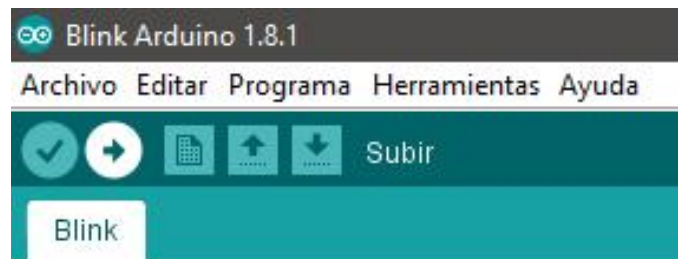 Blink Arduino 1.8.1
Archivo Editar Programa Herramientas Ayuda
Subir
Blink